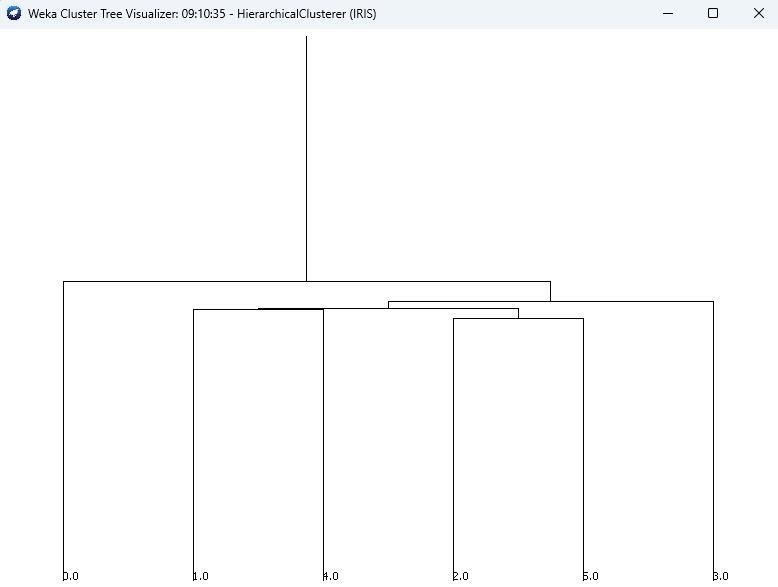 Weka Cluster Tree Visualizer: 09:10:35 - HierarchicalClusterer (IRIS)
0.0 1.0 4.0 2.0 5.0 3.0